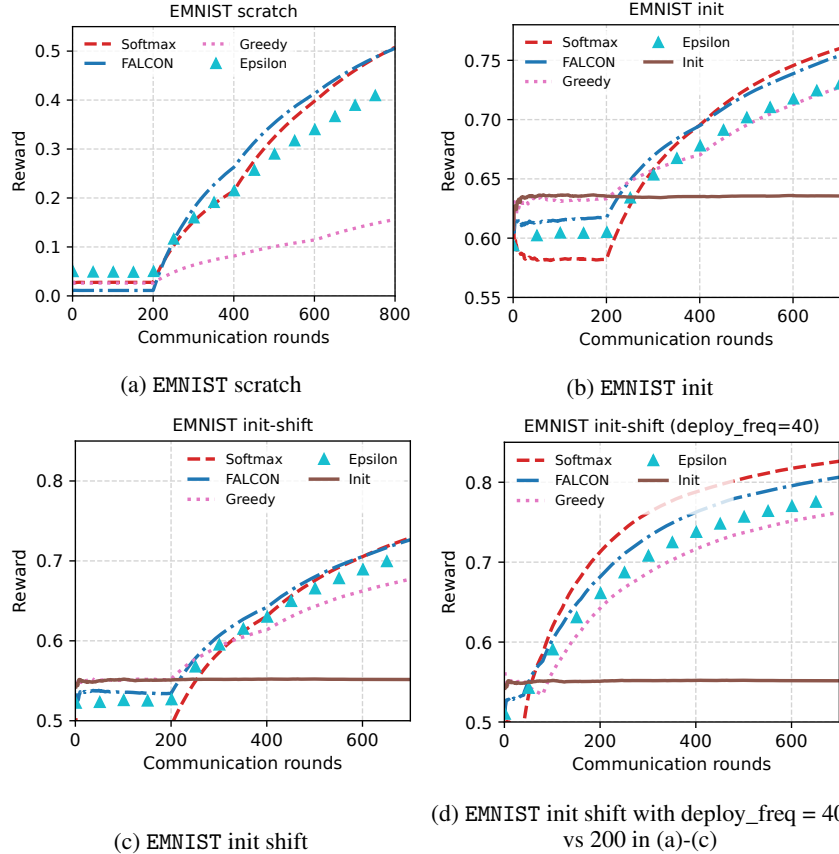 EMNIST scratch
Softmax
FALCON
Greedy
Epsilon
Reward
0.5
0.4
0.3
0.2
0.1
0.0
0 200 400 600 800
Communication rounds
(a) EMNIST scratch
EMNIST init
Softmax
FALCON
Greedy
Epsilon
Init
Reward
0.75
0.70
0.65
0.60
0.55
0 200 400 600
Communication rounds
(b) EMNIST init
EMNIST init-shift
Softmax
FALCON
Greedy
Epsilon
Init
Reward
0.8
0.7
0.6
0.5
0 200 400 600
Communication rounds
(c) EMNIST init shift
EMNIST init-shift (deploy_freq=40)
Softmax
FALCON
Greedy
Epsilon
Init
Reward
0.8
0.7
0.6
0.5
0 200 400 600
Communication rounds
(d) EMNIST init shift with deploy_freq = 40
vs 200 in (a)-(c)